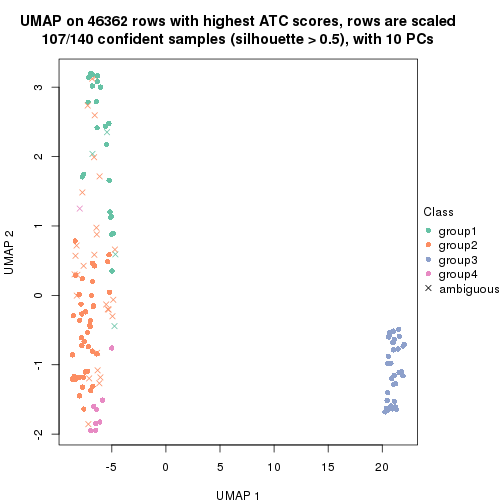 UMAP on 46362 rows with highest ATC scores, rows are scaled
107/140 confident samples (silhouette > 0.5), with 10 PCs
UMAP 2
3
2
1
0
-1
-2
-5
0
5
10
15
20
UMAP 1
Class
group1
group2
group3
group4
ambiguous